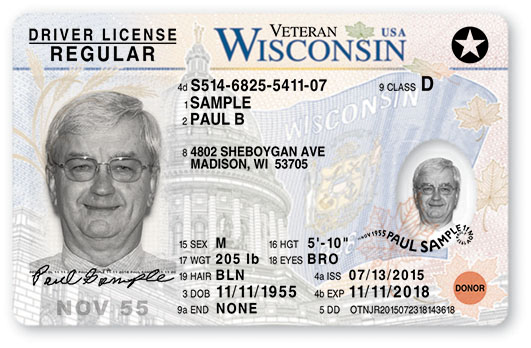 DRIVER LICENSE
REGULAR
VETERAN
WISCONSIN USA
4d S514-6825-5411-07 9 CLASS D
1 SAMPLE
2 PAUL B
8 4802 SHEBOYGAN AVE
MADISON, WI 53705
WISCONSIN
15 SEX M 16 HGT 5'-10"
17 WGT 205 lb 18 EYES BRO
19 HAIR BLN 4a ISS 07/13/2015
3 DOB 11/11/1955 4b EXP 11/11/2018
9a END NONE 5 DD OTNJR2015072318143618
Paul Sample
NOV 55
PAUL SAMPLE
DONOR